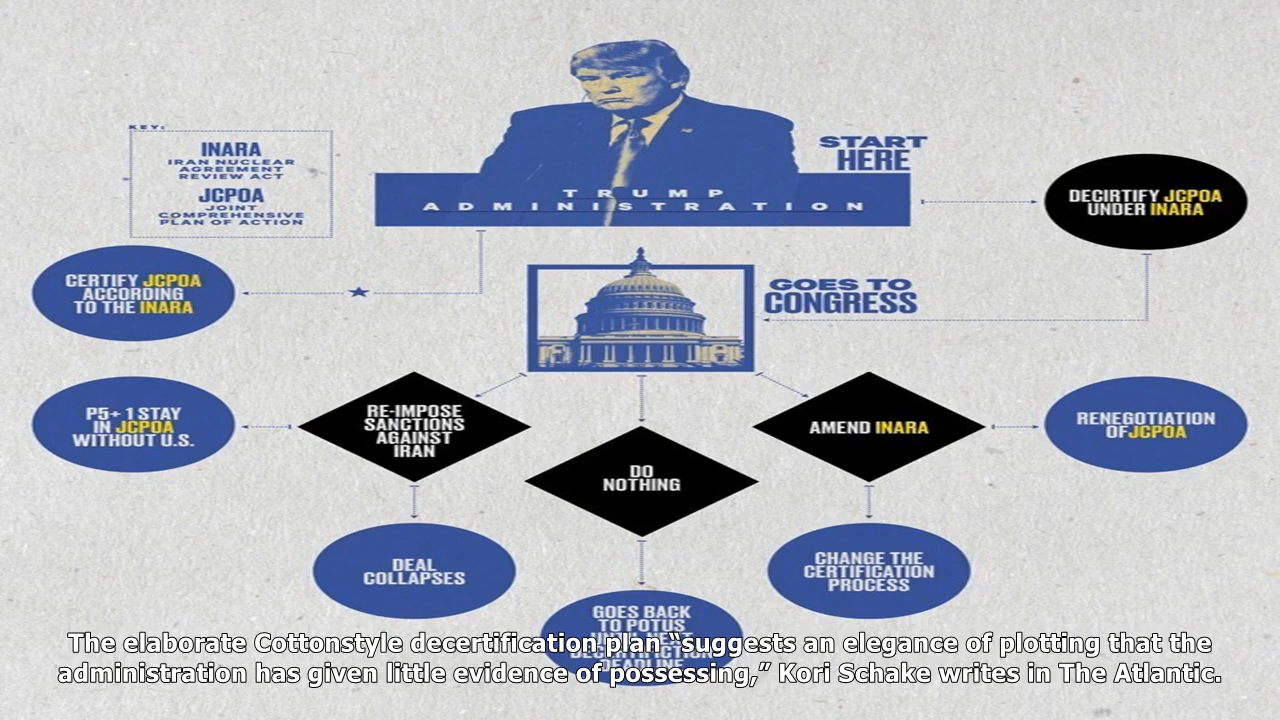 KEY:
INARA
IRAN NUCLEAR
AGREEMENT
REVIEW ACT
JCPOA
JOINT
COMPREHENSIVE
PLAN OF ACTION
START
HERE
TRUMP
ADMINISTRATION
DECIRTIFY JCPOA
UNDER INARA
CERTIFY JCPOA
ACCORDING
TO THE INARA
GOES TO
CONGRESS
P5+1 STAY
IN JCPOA
WITHOUT U.S.
RE-IMPOSE
SANCTIONS
AGAINST
IRAN
DO
NOTHING
AMEND INARA
RENEGOTIATION
OFJCPOA
DEAL
COLLAPSES
CHANGE THE
CERTIFICATION
PROCESS
GOES BACK
TO POTUS
UNTIL NEXT
DEADLINE
The elaborate Cottonstyle decertification plan “suggests an elegance of plotting that the
administration has given little evidence of possessing,” Kori Schake writes in The Atlantic.